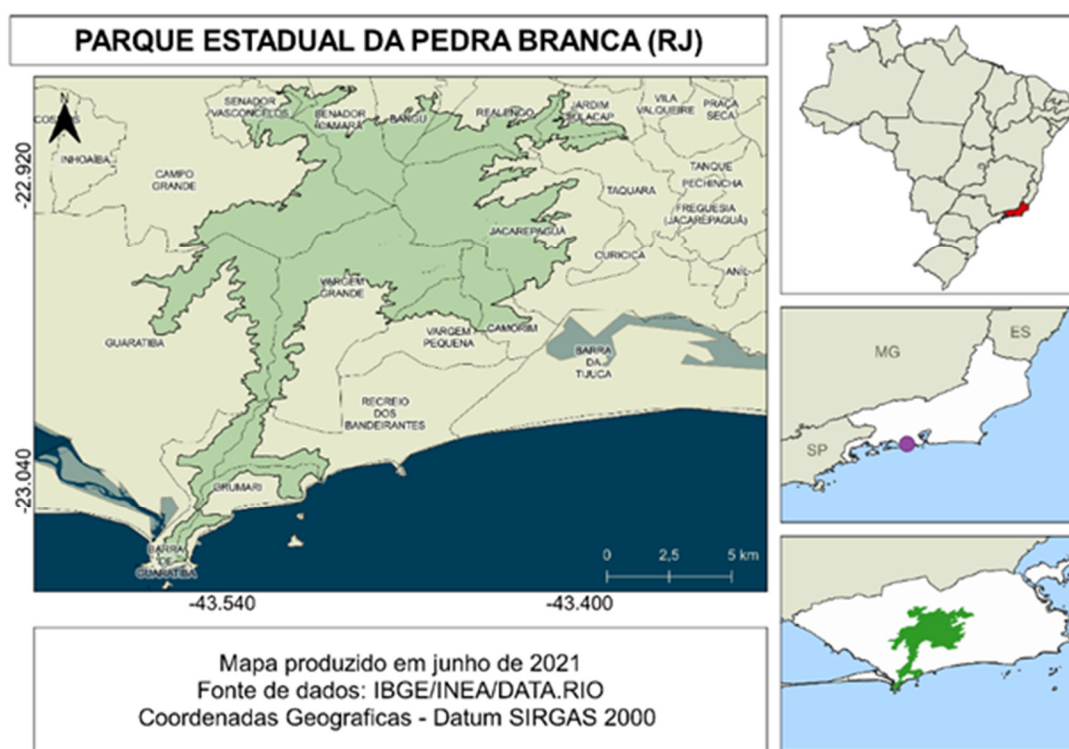 PARQUE ESTADUAL DA PEDRA BRANCA (RJ)
N
SENADOR
VASCONCELOS
SENADOR
CAMARÁ
BANGU
REALENGO
JARDIM
SULACAP
VILA
VALQUEIRE
PRAÇA
SECA
INHOAÍBA
CAMPO
GRANDE
TANQUE
PECHINCHA
TAQUARA
FREGUESIA
(JACAREPAGUÁ)
JACAREPAGUÁ
CURICICA
ANIL
VARGEM
GRANDE
GUARATIBA
VARGEM
PEQUENA
CAMORIM
BARRA
DA
TIJUCA
RECREIO
DOS
BANDEIRANTES
GRUMARI
BARRA
DE
GUARATIBA
-22.920
-23.040
0 2,5 5 km
-43.540 -43.400
MG
ES
SP
Mapa produzido em junho de 2021
Fonte de dados: IBGE/INEA/DATA.RIO
Coordenadas Geograficas - Datum SIRGAS 2000